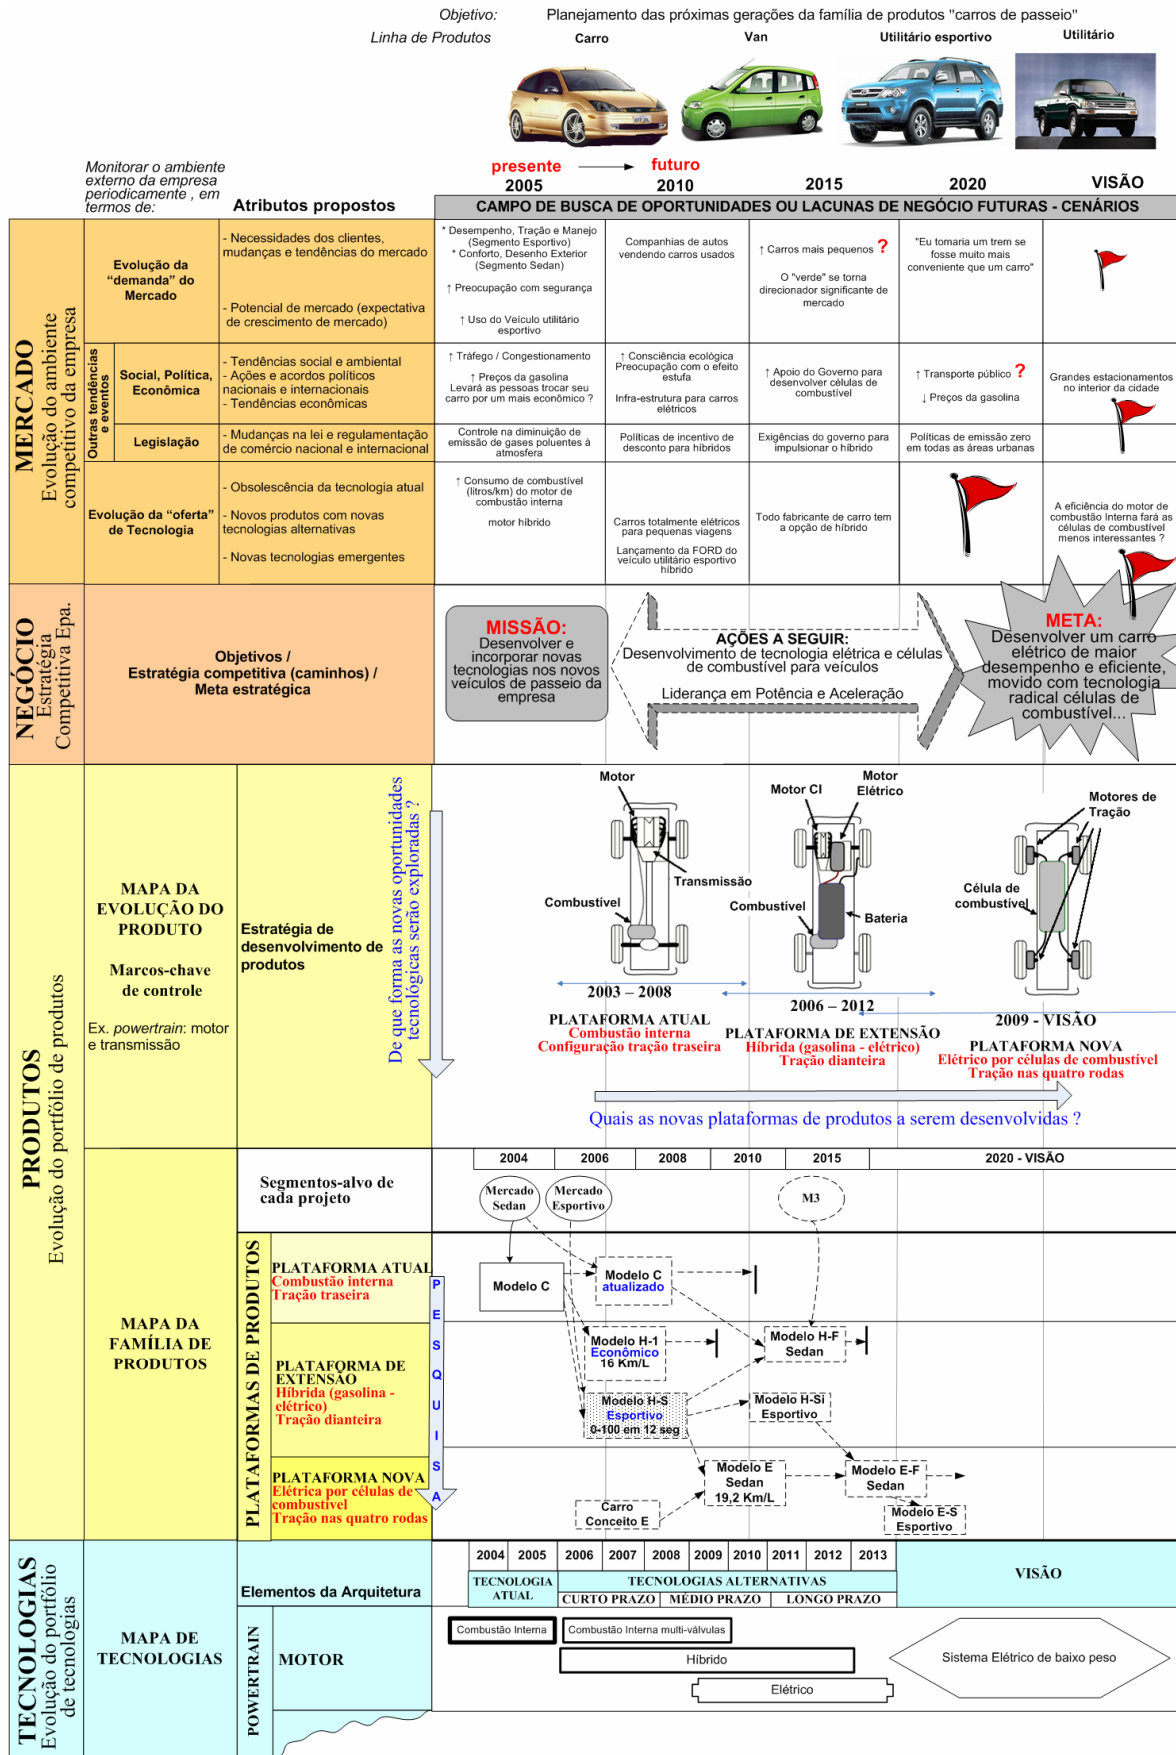 Objetivo: Planejamento das próximas gerações da família de produtos "carros de passeio"
Linha de Produtos Carro Van Utilitário esportivo Utilitário
presente futuro
2005 2010 2015 2020 VISÃO
Monitorar o ambiente
externo da empresa
periodicamente , em
termos de:
Atributos propostos
CAMPO DE BUSCA DE OPORTUNIDADES OU LACUNAS DE NEGÓCIO FUTURAS - CENÁRIOS
MERCADO
Evolução do ambiente
competitivo da empresa
Evolução da
“demanda” do
Mercado
- Necessidades dos clientes,
mudanças e tendências do mercado
- Potencial de mercado (expectativa
de crescimento de mercado)
* Desempenho, Tração e Manejo
(Segmento Esportivo)
* Conforto, Desenho Exterior
(Segmento Sedan)
↑ Preocupação com segurança
↑ Uso do Veículo utilitário
esportivo
Companhias de autos
vendendo carros usados
↑ Carros mais pequenos ?
O "verde" se torna
direcionador significante de
mercado
"Eu tomaria um trem se
fosse muito mais
conveniente que um carro"
Outras tendências
e eventos
Social, Política,
Econômica
- Tendências social e ambiental
- Ações e acordos políticos
nacionais e internacionais
- Tendências econômicas
↑ Tráfego / Congestionamento
↑ Preços da gasolina
Levará as pessoas trocar seu
carro por um mais econômico ?
↑ Consciência ecológica
Preocupação com o efeito
estufa
Infra-estrutura para carros
elétricos
↑ Apoio do Governo para
desenvolver células de
combustível
↑ Transporte público ?
↓ Preços da gasolina
Grandes estacionamentos
no interior da cidade
Legislação
- Mudanças na lei e regulamentação
de comércio nacional e internacional
Controle na diminuição de
emissão de gases poluentes à
atmosfera
Políticas de incentivo de
desconto para híbridos
Exigências do governo para
impulsionar o híbrido
Políticas de emissão zero
em todas as áreas urbanas
Evolução da “oferta”
de Tecnologia
- Obsolescência da tecnologia atual
- Novos produtos com novas
tecnologias alternativas
- Novas tecnologias emergentes
↑ Consumo de combustível
(litros/km) do motor de
combustão interna
motor híbrido
Carros totalmente elétricos
para pequenas viagens
Lançamento da FORD do
veículo utilitário esportivo
híbrido
Todo fabricante de carro tem
a opção de híbrido
A eficiência do motor de
combustão Interna fará as
células de combustível
menos interessantes ?
NEGÓCIO
Estratégia
Competitiva Epa.
Objetivos /
Estratégia competitiva (caminhos) /
Meta estratégica
MISSÃO:
Desenvolver e
incorporar novas
tecnologias nos novos
veículos de passeio da
empresa
AÇÕES A SEGUIR:
Desenvolvimento de tecnologia elétrica e células
de combustível para veículos
Liderança em Potência e Aceleração
META:
Desenvolver um carro
elétrico de maior
desempenho e eficiente,
movido com tecnologia
radical células de
combustível...
PRODUTOS
Evolução do portfólio de produtos
MAPA DA
EVOLUÇÃO DO
PRODUTO
Marcos-chave
de controle
Ex. powertrain: motor
e transmissão
Estratégia de
desenvolvimento de
produtos
De que forma as novas oportunidades
tecnológicas serão exploradas ?
Motor
Transmissão
Combustível
2003 – 2008
PLATAFORMA ATUAL
Combustão interna
Configuração tração traseira
Motor CI
Motor
Elétrico
Combustível
Bateria
2006 – 2012
PLATAFORMA DE EXTENSÃO
Híbrida (gasolina - elétrico)
Tração dianteira
Motores de
Tração
Célula de
combustível
2009 - VISÃO
PLATAFORMA NOVA
Elétrico por células de combustível
Tração nas quatro rodas
Quais as novas plataformas de produtos a serem desenvolvidas ?
MAPA DA
FAMÍLIA DE
PRODUTOS
2004 2006 2008 2010 2015 2020 - VISÃO
Segmentos-alvo de
cada projeto
Mercado
Sedan
Mercado
Esportivo
M3
PLATAFORMAS DE PRODUTOS
PLATAFORMA ATUAL
Combustão interna
Tração traseira
PLATAFORMA DE
EXTENSÃO
Híbrida (gasolina -
elétrico)
Tração dianteira
PLATAFORMA NOVA
Elétrica por células de
combustível
Tração nas quatro rodas
PESQUISA
Modelo C
Modelo C
atualizado
Modelo H-1
Econômico
16 Km/L
Modelo H-F
Sedan
Modelo H-S
Esportivo
0-100 em 12 seg
Modelo H-Si
Esportivo
Modelo E
Sedan
19,2 Km/L
Modelo E-F
Sedan
Carro
Conceito E
Modelo E-S
Esportivo
TECNOLOGIAS
Evolução do portfólio
de tecnologias
MAPA DE
TECNOLOGIAS
Elementos da Arquitetura
2004 2005 2006 2007 2008 2009 2010 2011 2012 2013
VISÃO
TECNOLOGIA
ATUAL
TECNOLOGIAS ALTERNATIVAS
CURTO PRAZO MÉDIO PRAZO LONGO PRAZO
POWERTRAIN
MOTOR
Combustão Interna
Combustão Interna multi-válvulas
Híbrido
Elétrico
Sistema Elétrico de baixo peso